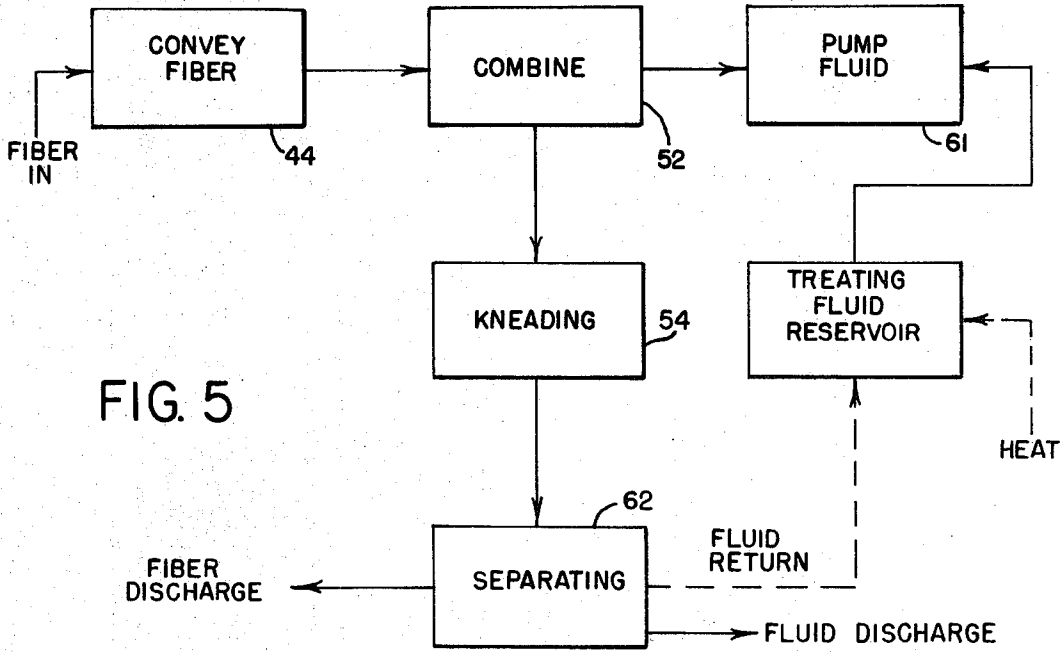 CONVEY
FIBER
COMBINE
PUMP
FLUID
FIBER
IN
44
52
61
KNEADING
54
TREATING
FLUID
RESERVOIR
FIG. 5
HEAT
62
SEPARATING
FLUID
RETURN
FIBER
DISCHARGE
FLUID DISCHARGE